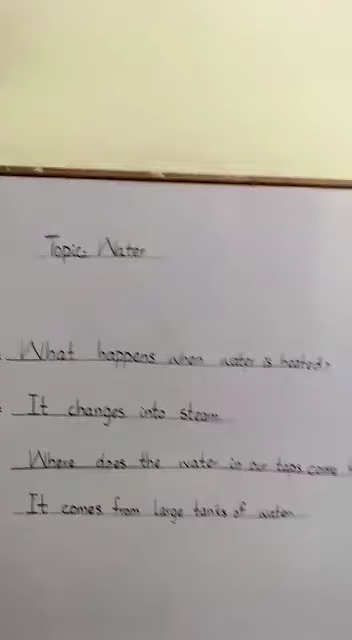 Topic: Water
What happens when water is heated?
It changes into steam
Where does the water in our taps come
It comes from large tanks of water